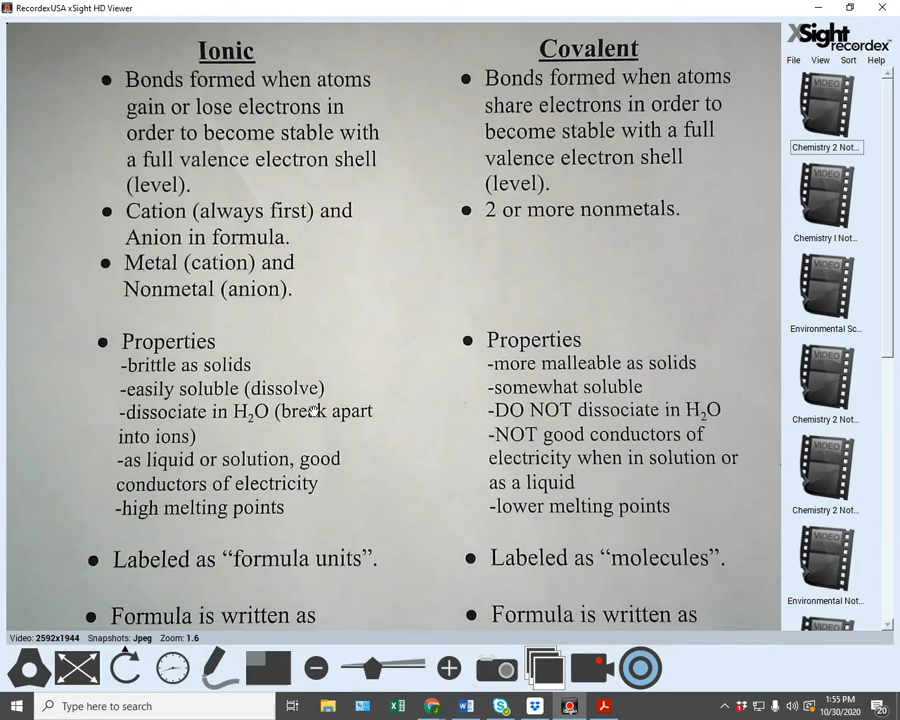 RecordexUSA xSight HD Viewer
Ionic
• Bonds formed when atoms
gain or lose electrons in
order to become stable with
a full valence electron shell
(level).
• Cation (always first) and
Anion in formula.
• Metal (cation) and
Nonmetal (anion).
• Properties
-brittle as solids
-easily soluble (dissolve)
-dissociate in H₂O (break apart
into ions)
-as liquid or solution, good
conductors of electricity
-high melting points
• Labeled as “formula units”.
• Formula is written as
Covalent
• Bonds formed when atoms
share electrons in order to
become stable with a full
valence electron shell
(level).
• 2 or more nonmetals.
• Properties
-more malleable as solids
-somewhat soluble
-DO NOT dissociate in H₂O
-NOT good conductors of
electricity when in solution or
as a liquid
-lower melting points
• Labeled as “molecules”.
• Formula is written as
xSight
recordex
File View Sort Help
VIDEO
Chemistry 2 Not...
VIDEO
Chemistry I Not...
VIDEO
Environmental Sc...
VIDEO
Chemistry 2 Not...
VIDEO
Chemistry 2 Not...
VIDEO
Environmental Not...
VIDEO
Video: 2592x1944 Snapshots: Jpeg Zoom: 1.6
Type here to search
1:55 PM
10/30/2020
20